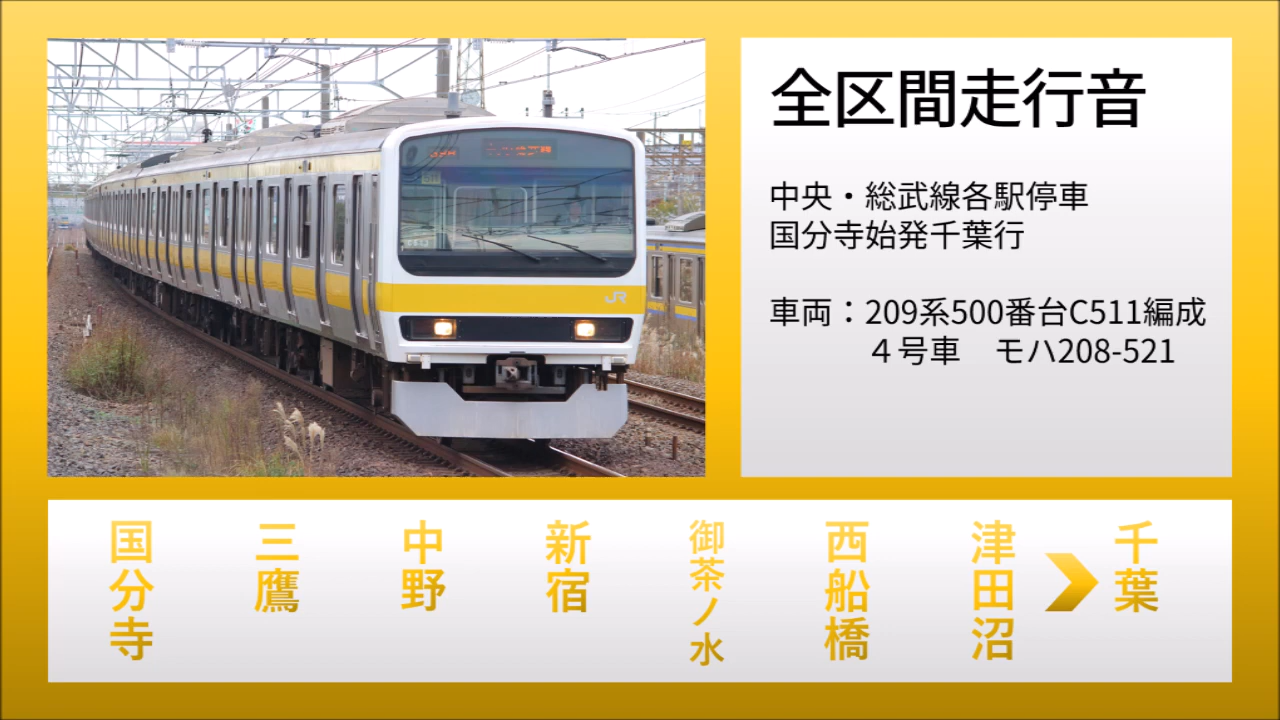 全区間走行音
中央・総武線各駅停車
国分寺始発千葉行
車両：209系500番台C511編成
４号車　モハ208-521
JR
国分寺
三鷹
中野
新宿
御茶ノ水
西船橋
津田沼
千葉